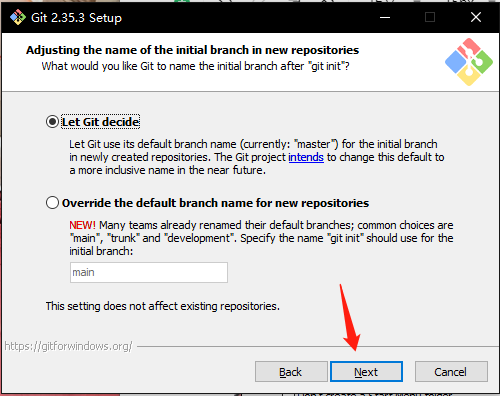 Git 2.35.3 Setup
Adjusting the name of the initial branch in new repositories
What would you like Git to name the initial branch after "git init"?
Let Git decide
Let Git use its default branch name (currently: "master") for the initial branch
in newly created repositories. The Git project intends to change this default to
a more inclusive name in the near future.
Override the default branch name for new repositories
NEW! Many teams already renamed their default branches; common choices are
"main", "trunk" and "development". Specify the name "git init" should use for the
initial branch:
main
This setting does not affect existing repositories.
https://gitforwindows.org/
Back Next Cancel